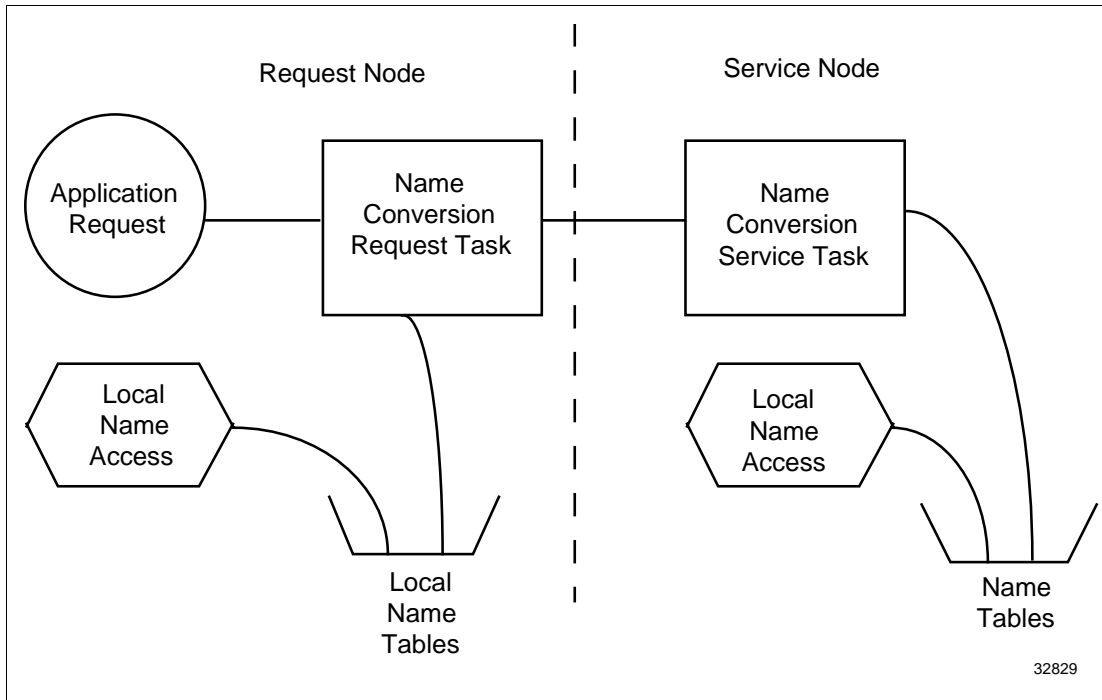 Request Node
Service Node
Application
Request
Name
Conversion
Request Task
Name
Conversion
Service Task
Local
Name
Access
Local
Name
Access
Local
Name
Tables
Name
Tables
32829